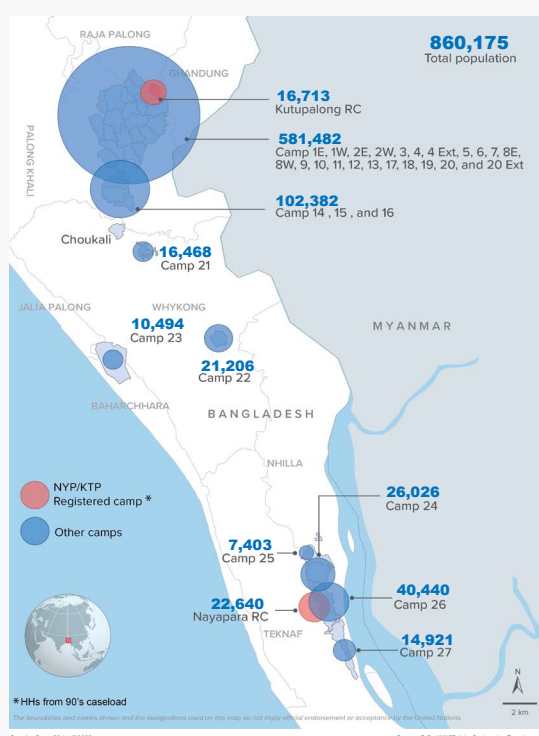 RAJA PALONG
860,175
Total population
GHANDUNG
16,713
Kutupalong RC
581,482
Camp 1E, 1W, 2E, 2W, 3, 4, 4 Ext, 5, 6, 7, 8E,
8W, 9, 10, 11, 12, 13, 17, 18, 19, 20, and 20 Ext
PALONG KHALI
102,382
Camp 14 , 15 , and 16
Choukali
16,468
Camp 21
JALIA PALONG
WHYKONG
10,494
Camp 23
MYANMAR
21,206
Camp 22
BAHARCHHARA
BANGLADESH
NHILLA
NYP/KTP
Registered camp *
26,026
Camp 24
Other camps
7,403
Camp 25
40,440
Camp 26
22,640
Nayapara RC
TEKNAF
14,921
Camp 27
N
*HHs from 90's caseload
2 km
The boundaries and names shown and the designations used on this map do not imply official endorsement or acceptance by the United Nations.